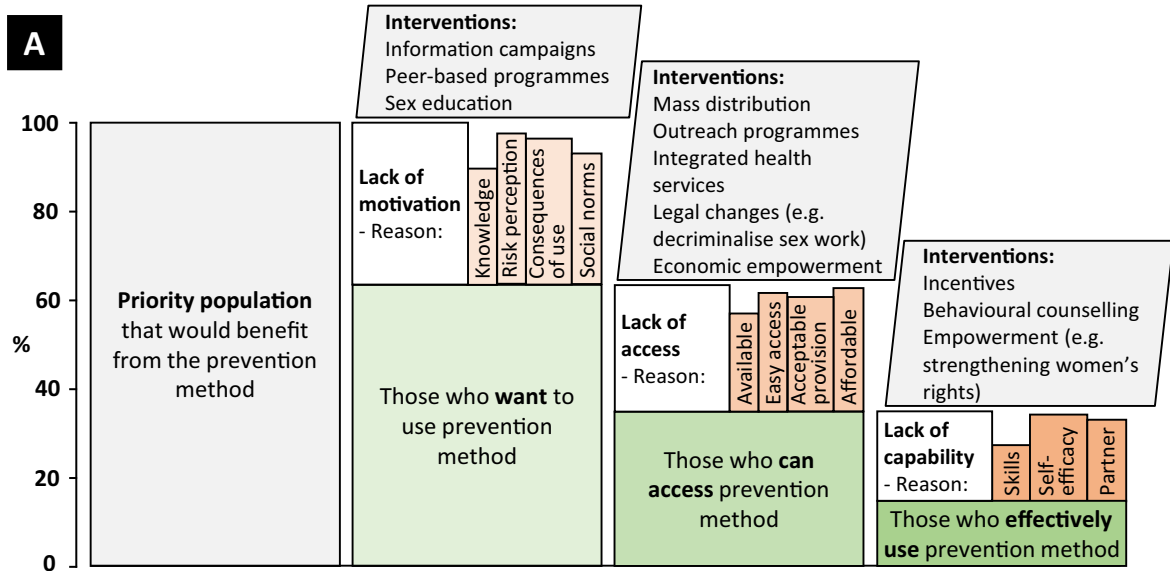 A
Interventions:
Information campaigns
Peer-based programmes
Sex education
Interventions:
Mass distribution
Outreach programmes
Integrated health
services
Legal changes (e.g.
decriminalise sex work)
Economic empowerment
Interventions:
Incentives
Behavioural counselling
Empowerment (e.g.
strengthening women's
rights)
%
100
80
60
40
20
0
Priority population
that would benefit
from the prevention
method
Lack of
motivation
- Reason:
Knowledge
Risk perception
Consequences
of use
Social norms
Those who want to
use prevention
method
Lack of
access
- Reason:
Available
Easy access
Acceptable
provision
Affordable
Those who can
access prevention
method
Lack of
capability
- Reason:
Skills
Self-
efficacy
Partner
Those who effectively
use prevention method